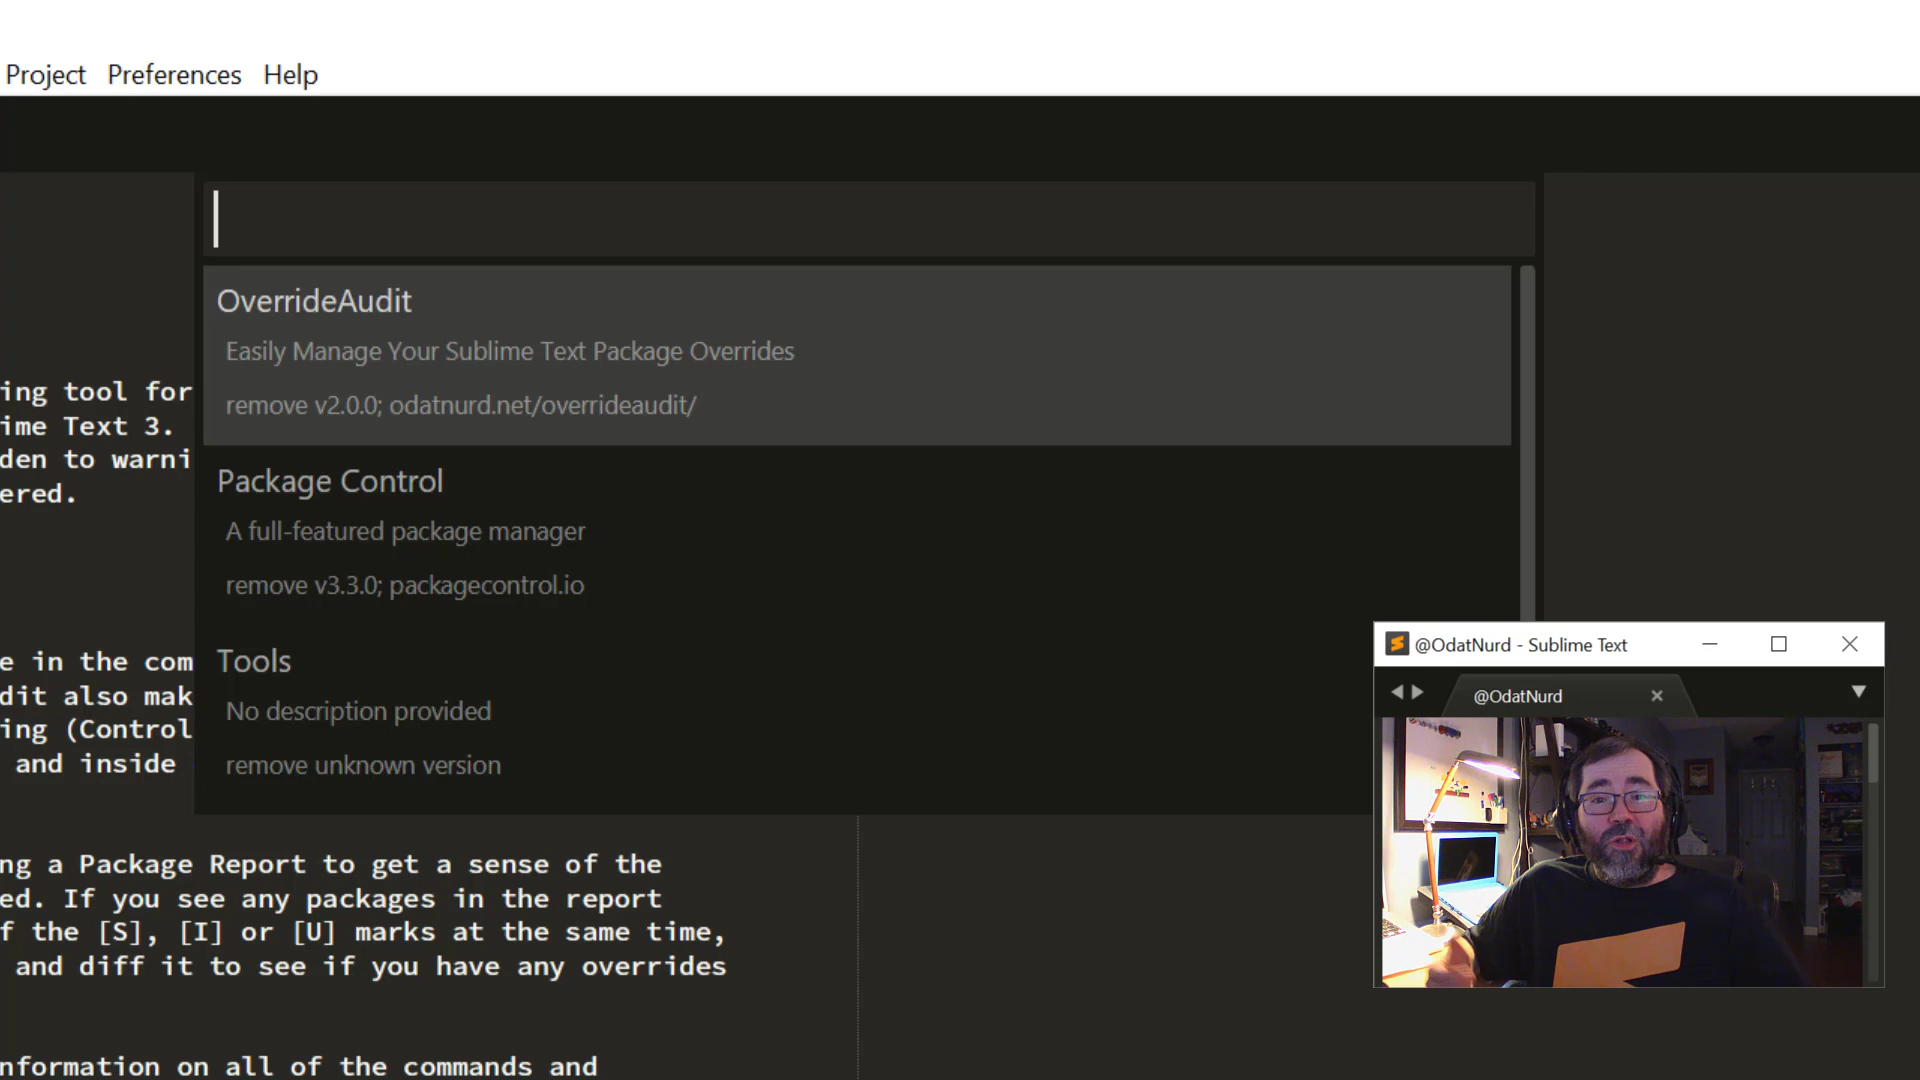 Project Preferences Help
OverrideAudit
Easily Manage Your Sublime Text Package Overrides
remove v2.0.0; odatnurd.net/overrideaudit/
Package Control
A full-featured package manager
remove v3.3.0; packagecontrol.io
Tools
No description provided
remove unknown version
ing tool for
ime Text 3.
den to warni
ered.
e in the com
dit also mak
ing (Control
and inside
ng a Package Report to get a sense of the
ed. If you see any packages in the report
f the [S], [I] or [U] marks at the same time,
and diff it to see if you have any overrides
nformation on all of the commands and
@OdatNurd - Sublime Text
@OdatNurd